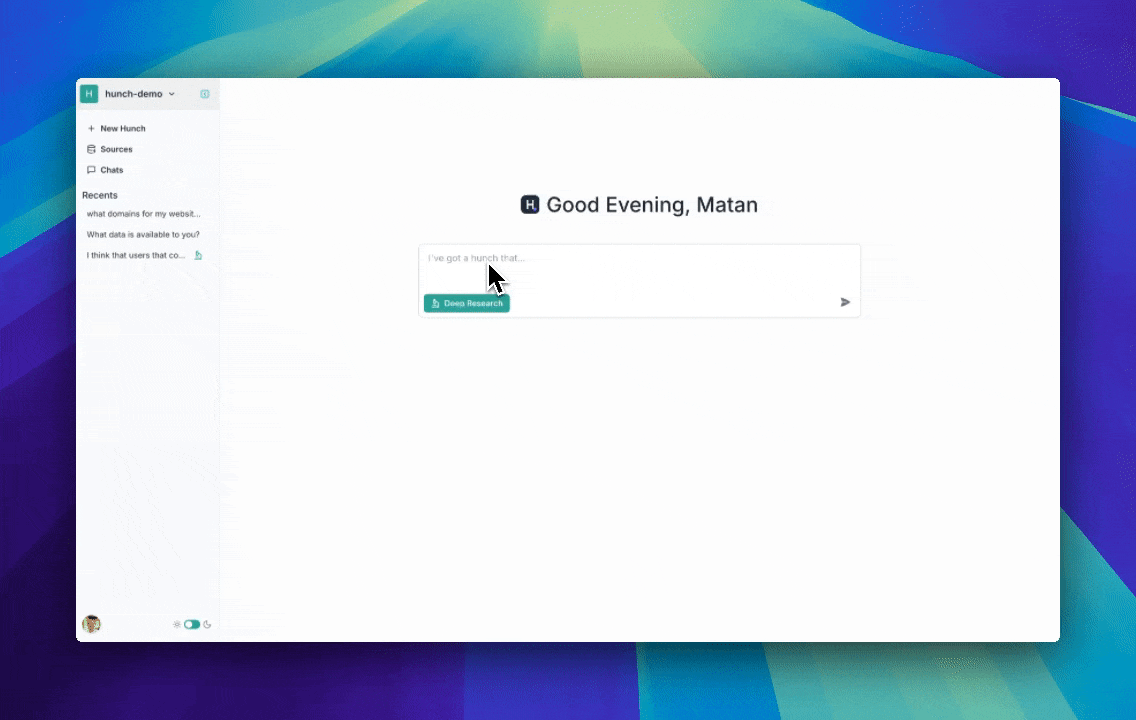 H hunch-demo
New Hunch
Sources
Chats
Recents
what domains for my websit...
What data is available to you?
I think that users that co...
H Good Evening, Matan
I've got a hunch that...
Deep Research